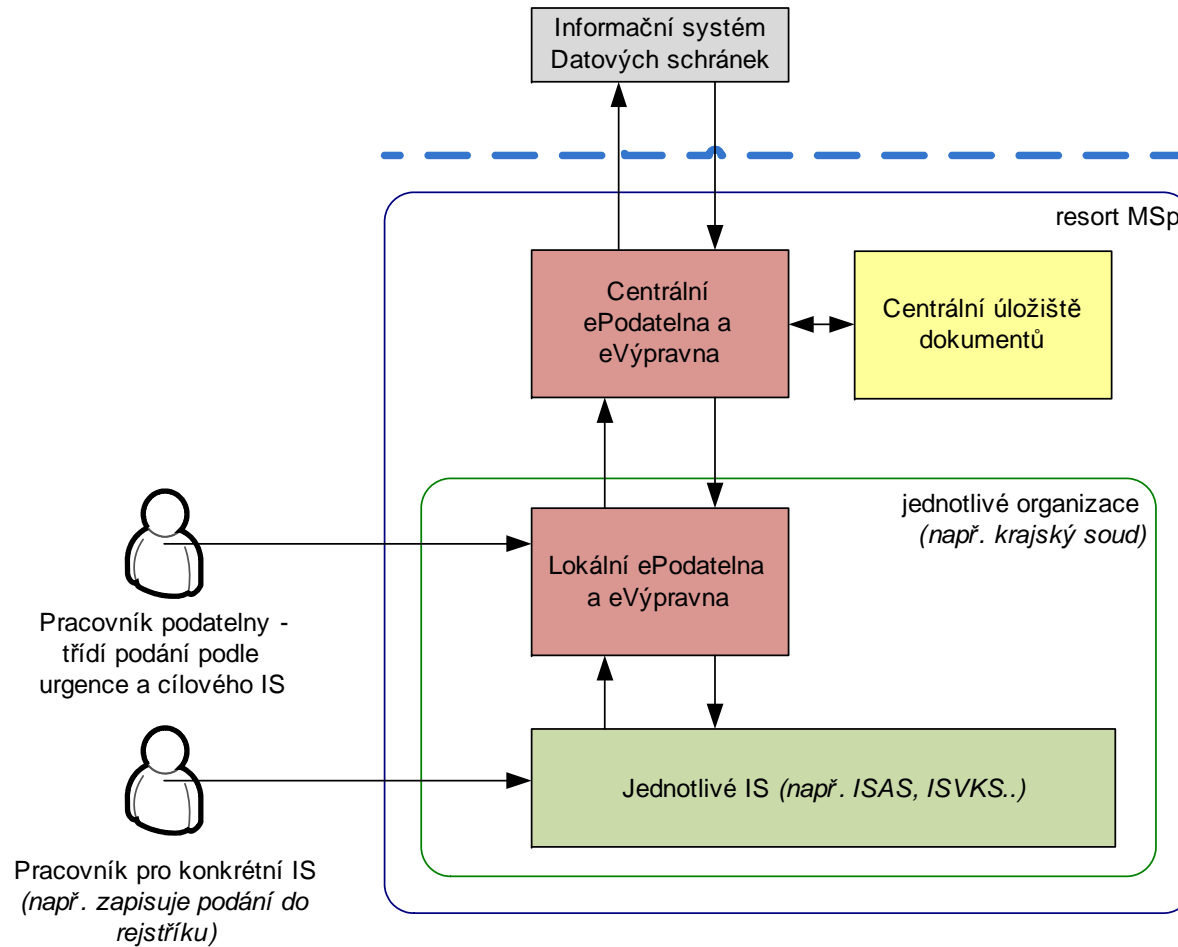 Informační systém
Datových schránek
resort MSp
Centrální
ePodatelna a
eVýpravna
Centrální úložiště
dokumentů
jednotlivé organizace
(např. krajský soud)
Lokální ePodatelna
a eVýpravna
Pracovník podatelny -
třídí podání podle
urgence a cílového IS
Jednotlivé IS (např. ISAS, ISVKS..)
Pracovník pro konkrétní IS
(např. zapisuje podání do
rejstříku)